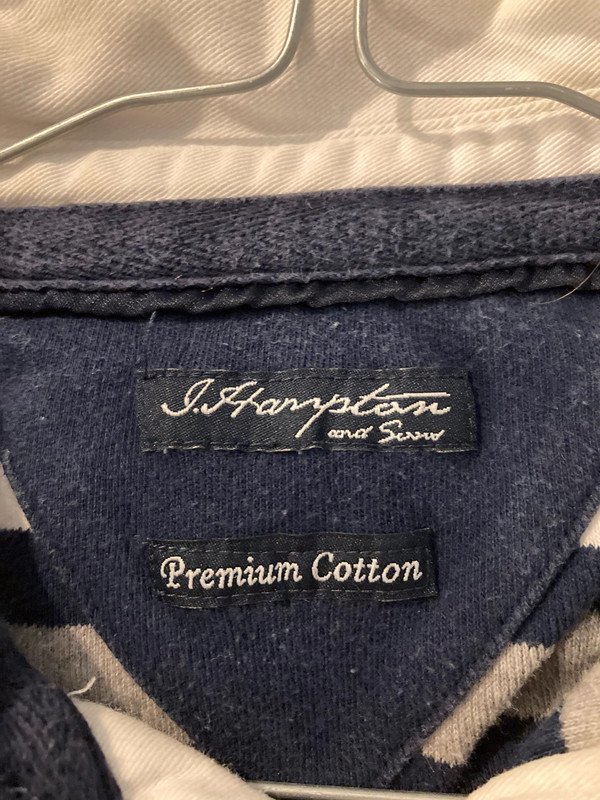 J. Hampton
and Sons
Premium Cotton